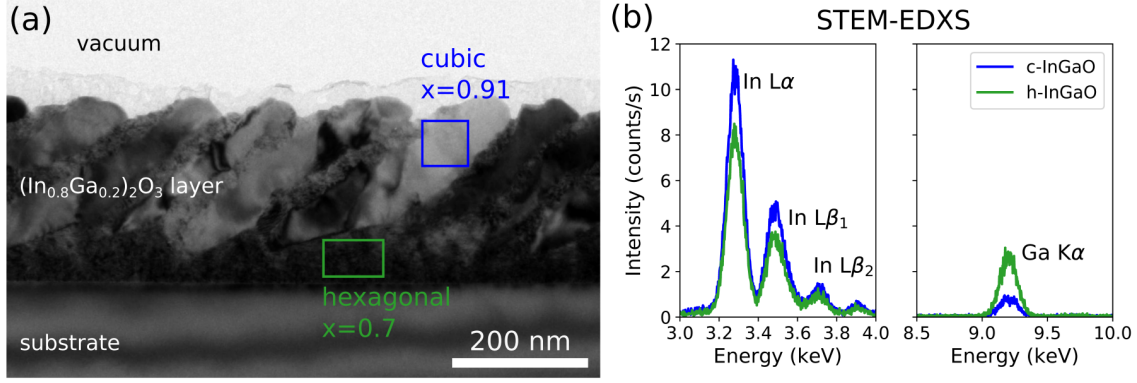 (a)
vacuum
cubic
x=0.91
(In0.8Ga0.2)2O3 layer
hexagonal
x=0.7
substrate
200 nm
(b)
STEM-EDXS
Intensity (counts/s)
12
10
8
6
4
2
0
In Lα
In Lβ1
In Lβ2
3.0 3.2 3.4 3.6 3.8 4.0
Energy (keV)
c-InGaO
h-InGaO
Ga Kα
9.0 9.5 10.0
Energy (keV)